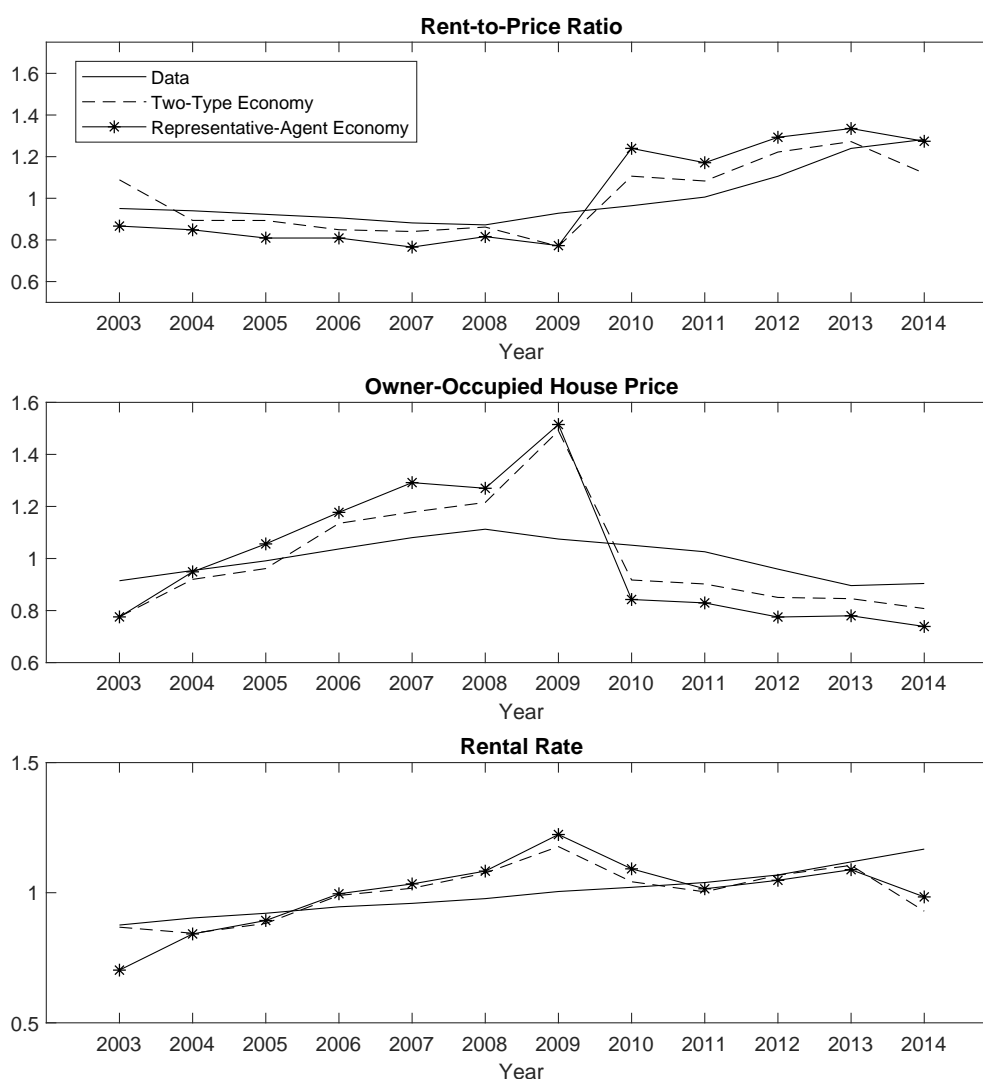 Rent-to-Price Ratio
1.6
1.4
1.2
1
0.8
0.6
Data
Two-Type Economy
Representative-Agent Economy
2003 2004 2005 2006 2007 2008 2009 2010 2011 2012 2013 2014
Year
Owner-Occupied House Price
1.6
1.4
1.2
1
0.8
0.6
2003 2004 2005 2006 2007 2008 2009 2010 2011 2012 2013 2014
Year
Rental Rate
1.5
1
0.5
2003 2004 2005 2006 2007 2008 2009 2010 2011 2012 2013 2014
Year